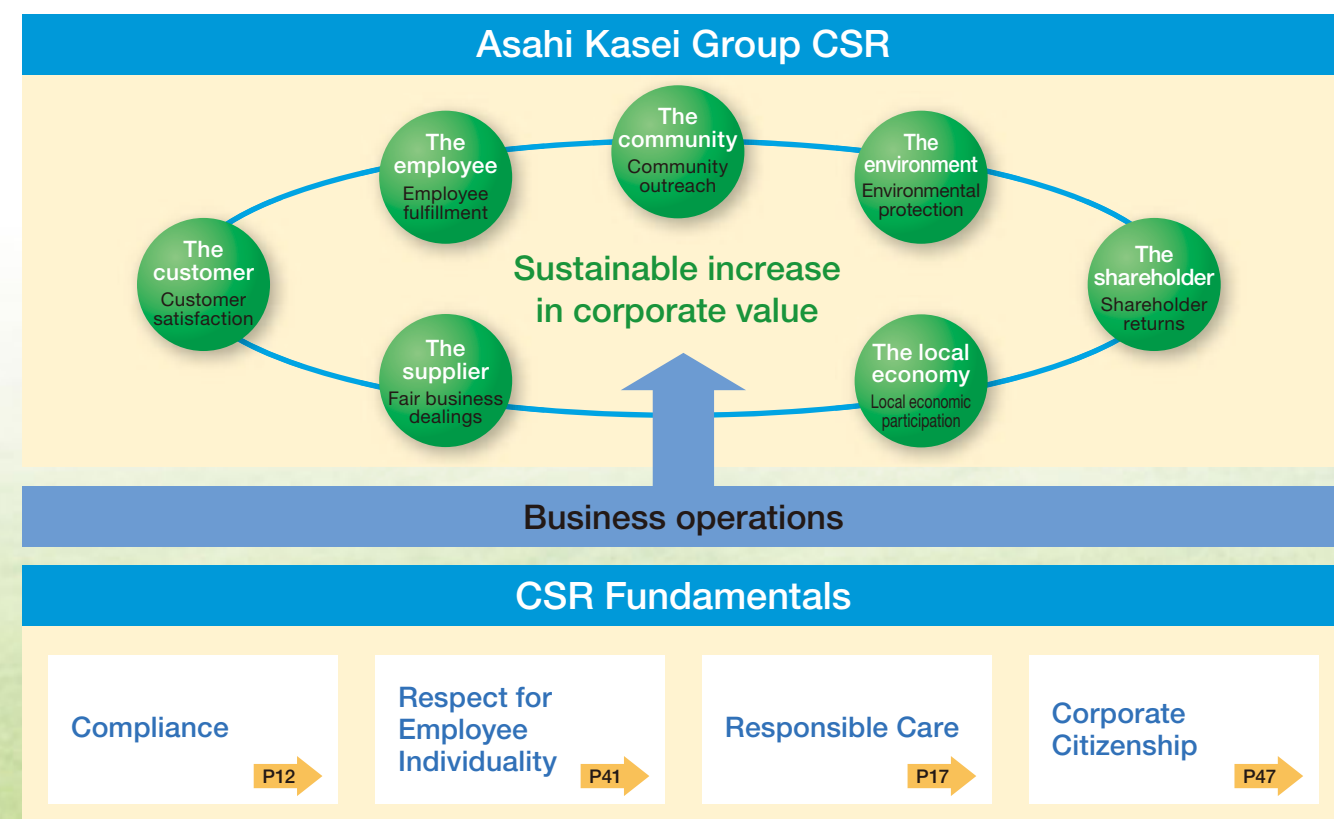 Asahi Kasei Group CSR
The
community
Community
outreach
The
employee
Employee
fulfillment
The
environment
Environmental
protection
The
customer
Customer
satisfaction
The
shareholder
Shareholder
returns
Sustainable increase
in corporate value
The
supplier
Fair business
dealings
The local
economy
Local economic
participation
Business operations
CSR Fundamentals
Compliance
P12
Respect for
Employee
Individuality
P41
Responsible Care
P17
Corporate
Citizenship
P47